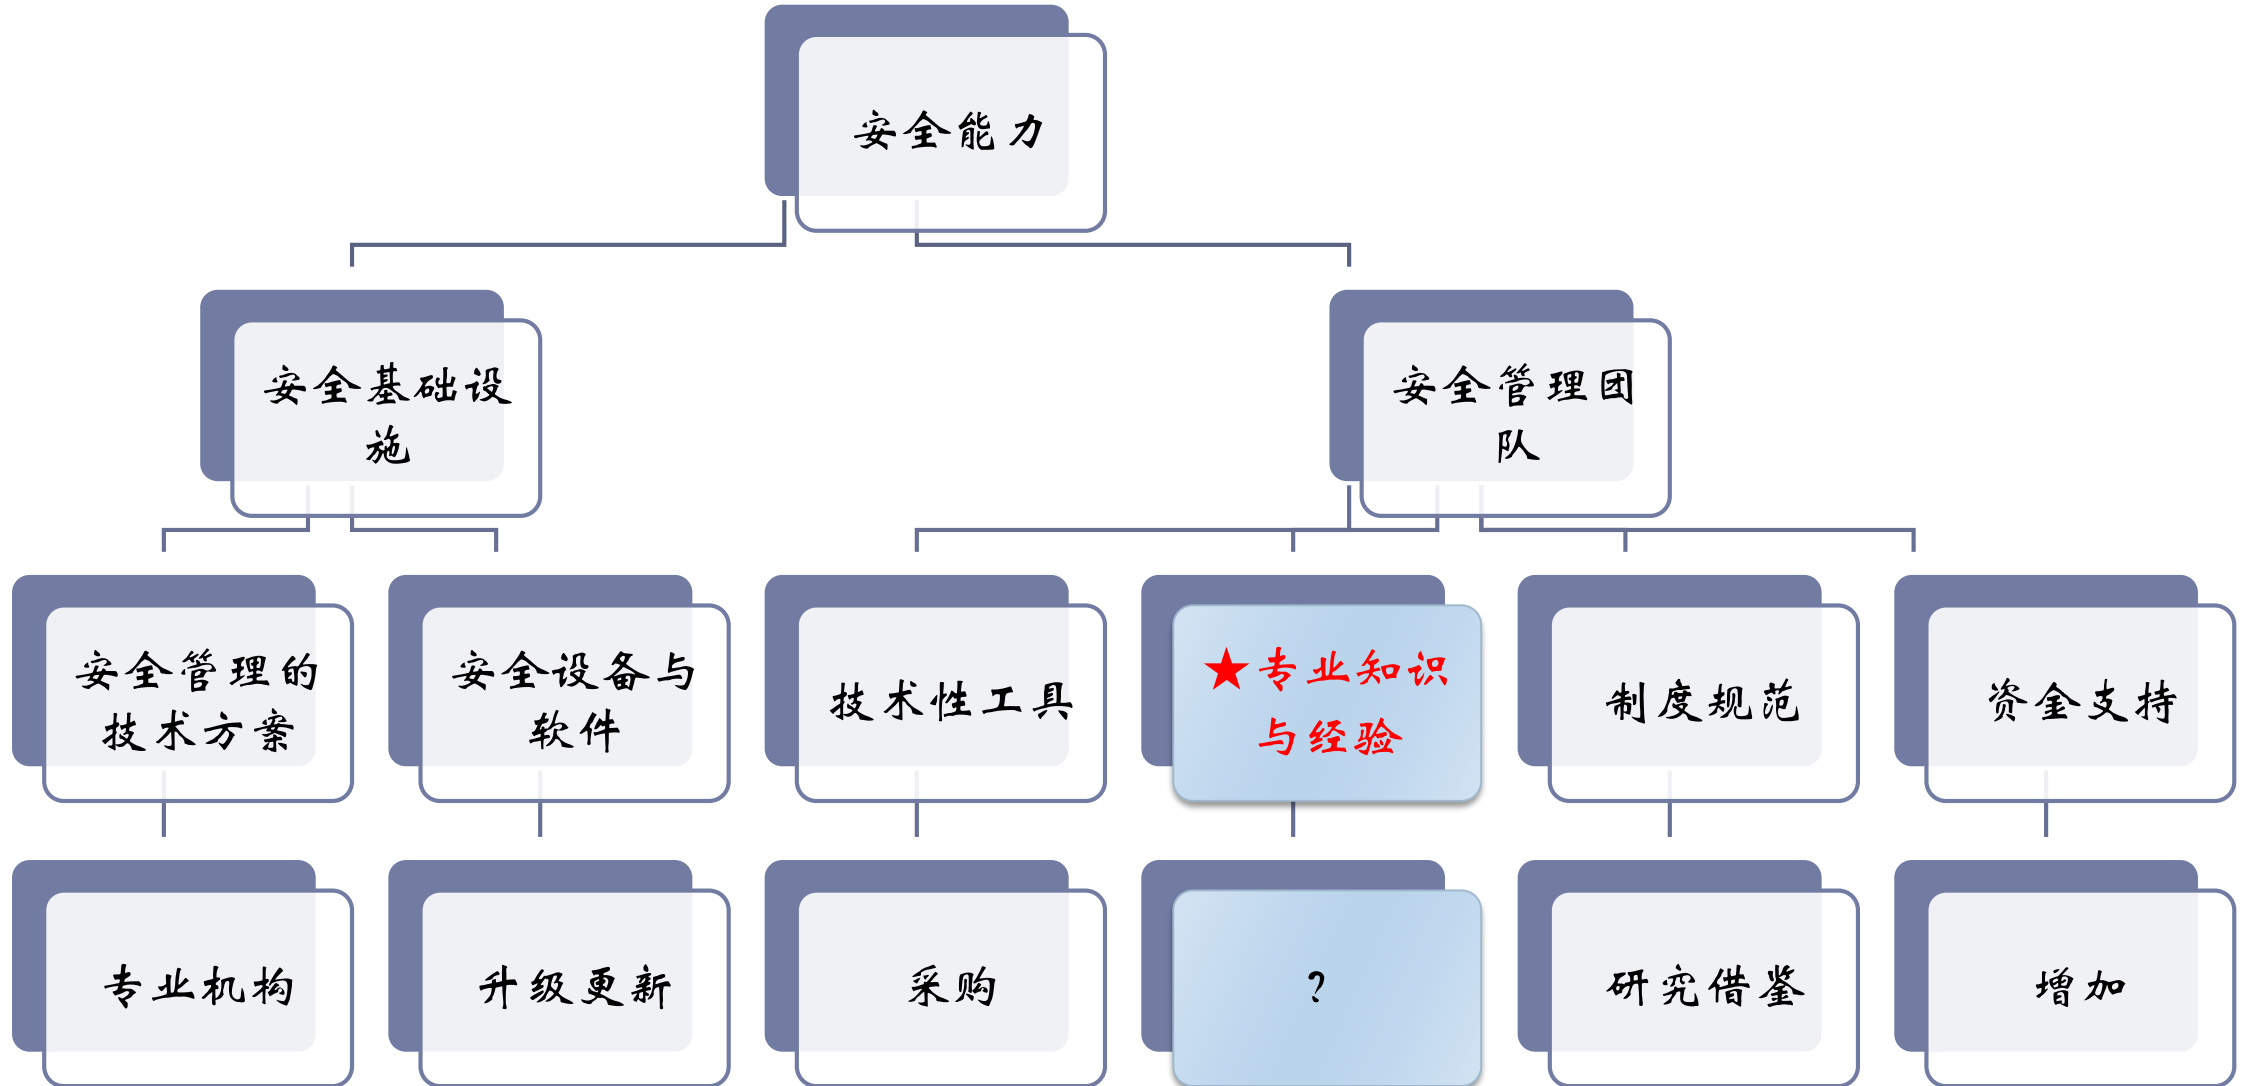 安全能力
安全基础设
施
安全管理团
队
安全管理的
技术方案
安全设备与
软件
技术性工具
★专业知识
与经验
制度规范
资金支持
专业机构
升级更新
采购
?
研究借鉴
增加